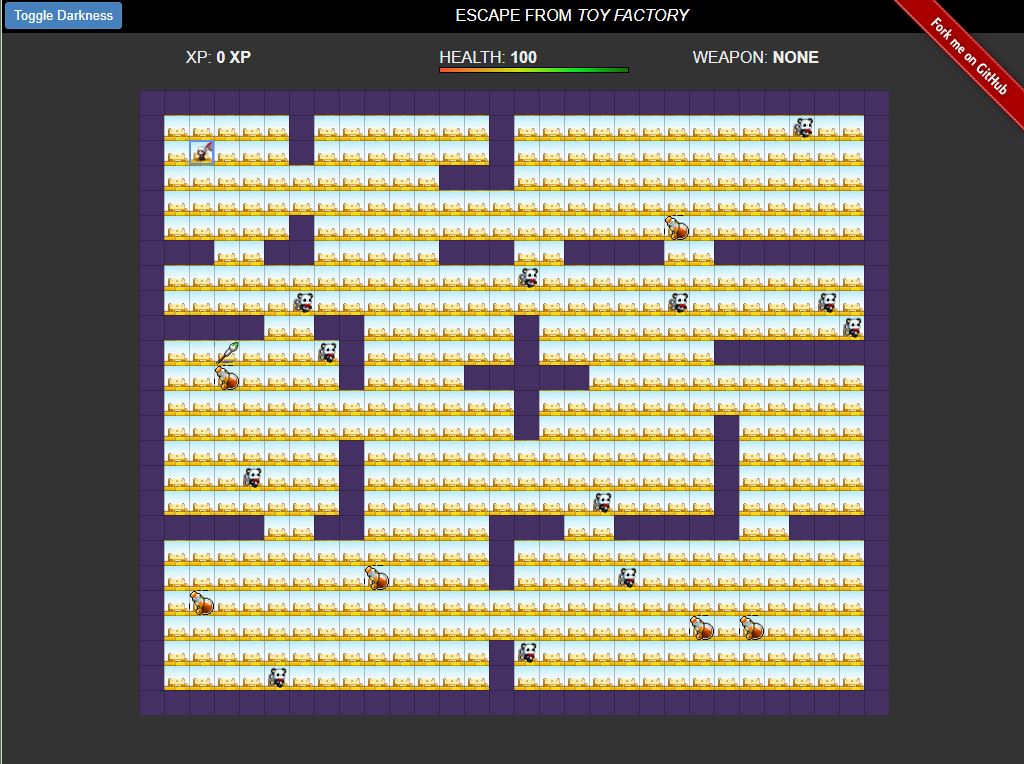 Toggle Darkness
ESCAPE FROM TOY FACTORY
Fork me on GitHub
XP: 0 XP
HEALTH: 100
WEAPON: NONE